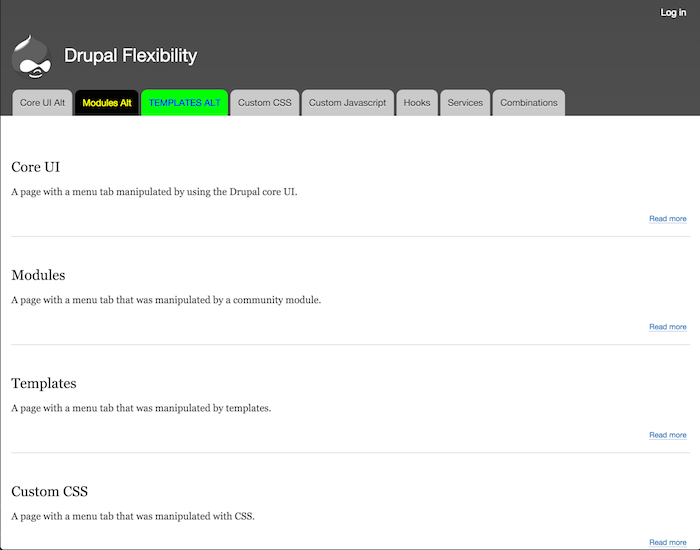 Log in
Drupal Flexibility
Core UI Alt
Modules Alt
TEMPLATES ALT
Custom CSS
Custom Javascript
Hooks
Services
Combinations
Core UI
A page with a menu tab manipulated by using the Drupal core UI.
Read more
Modules
A page with a menu tab that was manipulated by a community module.
Read more
Templates
A page with a menu tab that was manipulated by templates.
Read more
Custom CSS
A page with a menu tab that was manipulated with CSS.
Read more